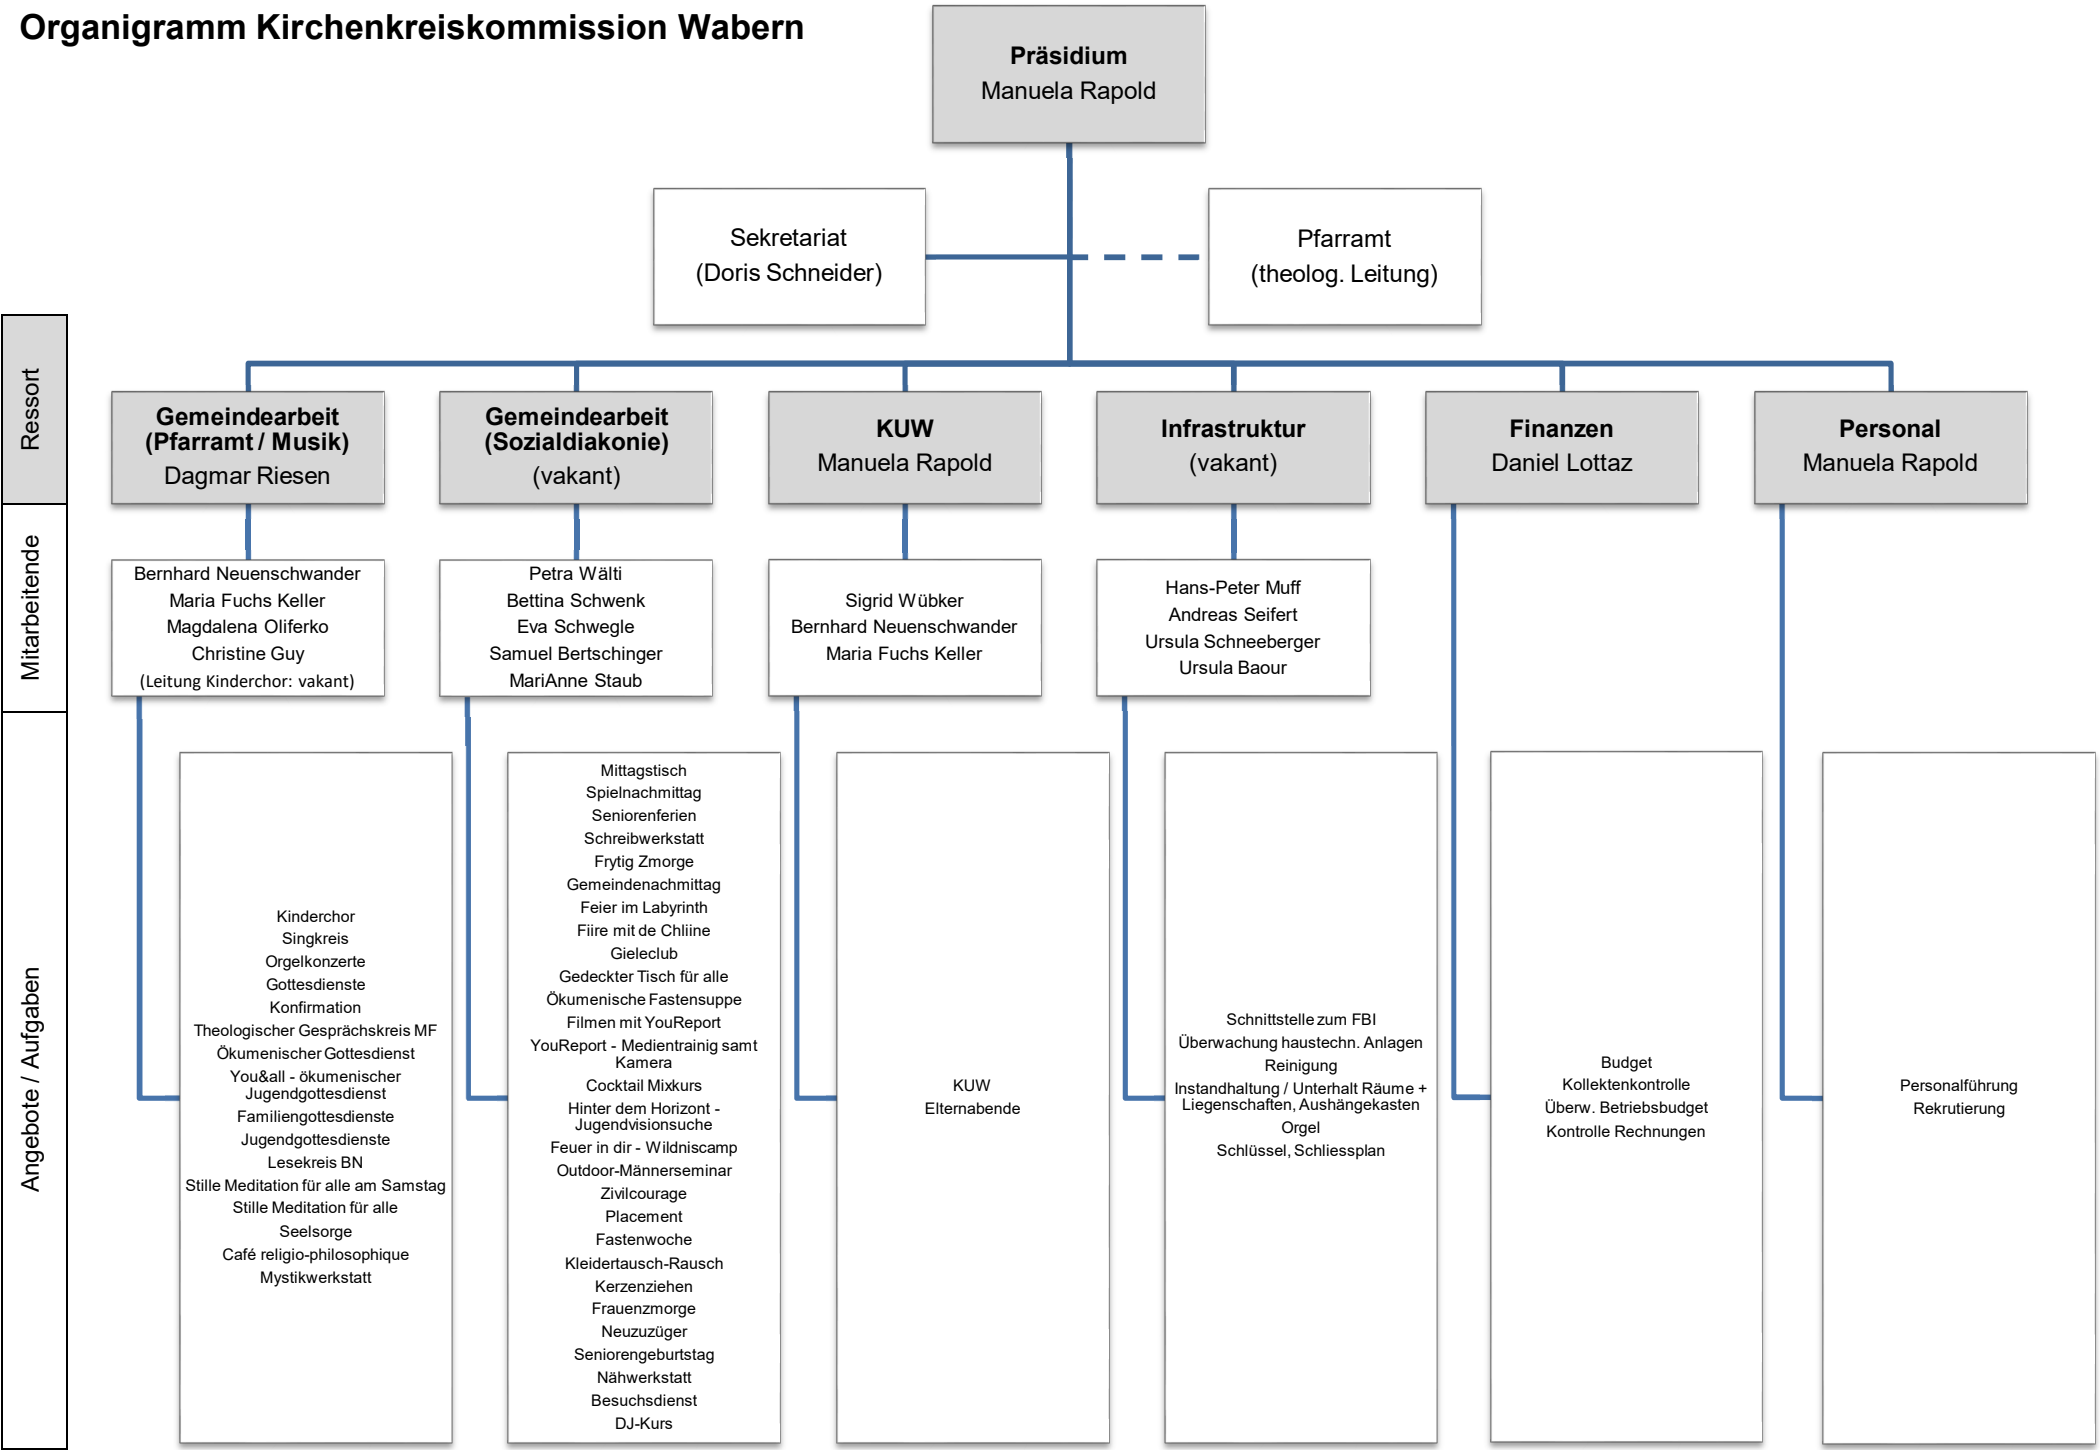 Organigramm Kirchenkreiskommission Wabern
Präsidium
Manuela Rapold
Sekretariat
(Doris Schneider)
Pfarramt
(theolog. Leitung)
Ressort
Gemeindearbeit
(Pfarramt / Musik)
Dagmar Riesen
Gemeindearbeit
(Sozialdiakonie)
(vakant)
KUW
Manuela Rapold
Infrastruktur
(vakant)
Finanzen
Daniel Lottaz
Personal
Manuela Rapold
Mitarbeitende
Bernhard Neuenschwander
Maria Fuchs Keller
Magdalena Oliferko
Christine Guy
(Leitung Kinderchor: vakant)
Petra Wälti
Bettina Schwenk
Eva Schwegle
Samuel Bertschinger
MariAnne Staub
Sigrid Wübker
Bernhard Neuenschwander
Maria Fuchs Keller
Hans-Peter Muff
Andreas Seifert
Ursula Schneeberger
Ursula Baour
Angebote / Aufgaben
Kinderchor
Singkreis
Orgelkonzerte
Gottesdienste
Konfirmation
Theologischer Gesprächskreis MF
Ökumenischer Gottesdienst
You&all - ökumenischer
Jugendgottesdienst
Familiengottesdienste
Jugendgottesdienste
Lesekreis BN
Stille Meditation für alle am Samstag
Stille Meditation für alle
Seelsorge
Café religio-philosophique
Mystikwerkstatt
Mittagstisch
Spielnachmittag
Seniorenferien
Schreibwerkstatt
Frytig Zmorge
Gemeindenachmittag
Feier im Labyrinth
Fiire mit de Chliine
Gieleclub
Gedeckter Tisch für alle
Ökumenische Fastensuppe
Filmen mit YouReport
YouReport - Medientrainig samt
Kamera
Cocktail Mixkurs
Hinter dem Horizont -
Jugendvisionsuche
Feuer in dir - Wildniscamp
Outdoor-Männerseminar
Zivilcourage
Placement
Fastenwoche
Kleidertausch-Rausch
Kerzenziehen
Frauenzmorge
Neuzuzüger
Seniorengeburtstag
Nähwerkstatt
Besuchsdienst
DJ-Kurs
KUW
Elternabende
Schnittstelle zum FBI
Überwachung haustechn. Anlagen
Reinigung
Instandhaltung / Unterhalt Räume +
Liegenschaften, Aushängekasten
Orgel
Schlüssel, Schliessplan
Budget
Kollektenkontrolle
Überw. Betriebsbudget
Kontrolle Rechnungen
Personalführung
Rekrutierung